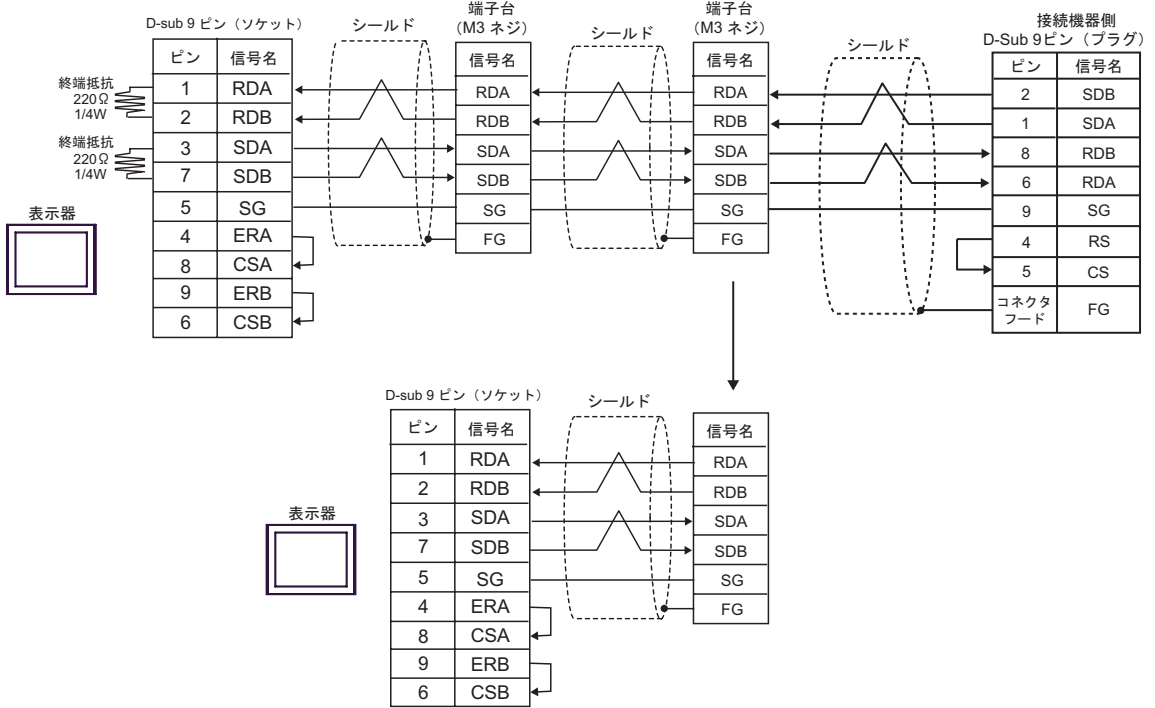 D-sub 9 ピン（ソケット）
シールド
端子台
（M3 ネジ）
シールド
端子台
（M3 ネジ）
シールド
接続機器側
D-Sub 9ピン（プラグ）
ピン 信号名
1 RDA
2 RDB
3 SDA
7 SDB
5 SG
4 ERA
8 CSA
9 ERB
6 CSB
終端抵抗
220Ω
1/4W
終端抵抗
220Ω
1/4W
表示器
信号名
RDA
RDB
SDA
SDB
SG
FG
信号名
RDA
RDB
SDA
SDB
SG
FG
ピン 信号名
2 SDB
1 SDA
8 RDB
6 RDA
9 SG
4 RS
5 CS
コネクタ
フード FG
D-sub 9 ピン（ソケット）
シールド
ピン 信号名
1 RDA
2 RDB
3 SDA
7 SDB
5 SG
4 ERA
8 CSA
9 ERB
6 CSB
表示器
信号名
RDA
RDB
SDA
SDB
SG
FG